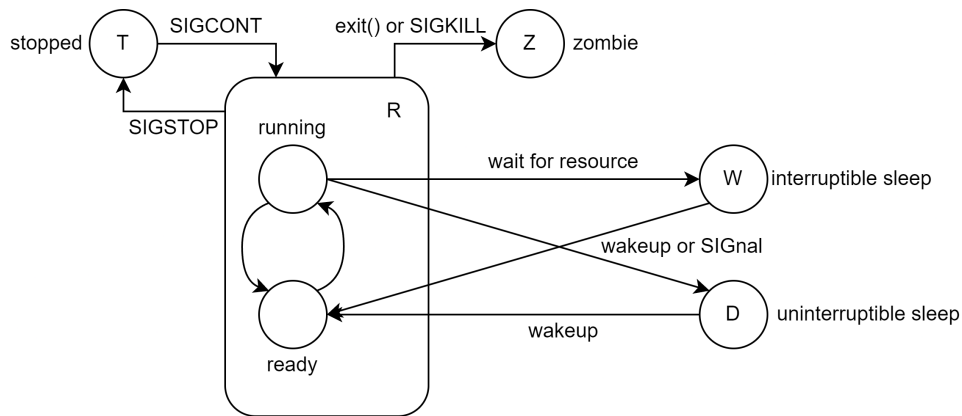 exit() or SIGKILL
SIGCONT
stopped
T
Z
zombie
R
SIGSTOP
running
wait for resource
W
interruptible sleep
wakeup or SIGnal
D
uninterruptible sleep
wakeup
ready